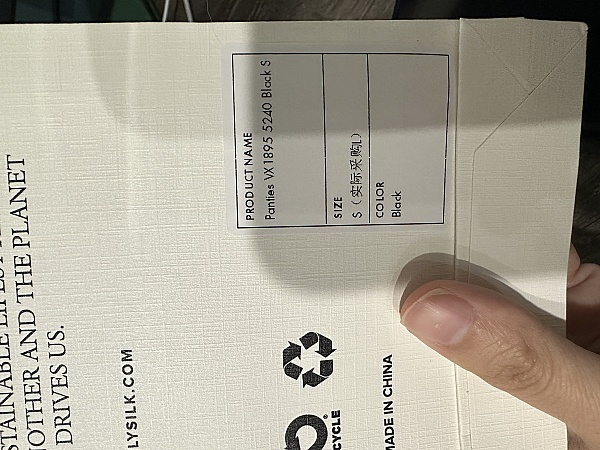 PRODUCT NAME
Panties VX1895 5240 Black S
SIZE
S（实际采购L）
COLOR
Black
OTHER AND THE PLANET
DRIVES US.
LYSILK.COM
CYCLE
MADE IN CHINA